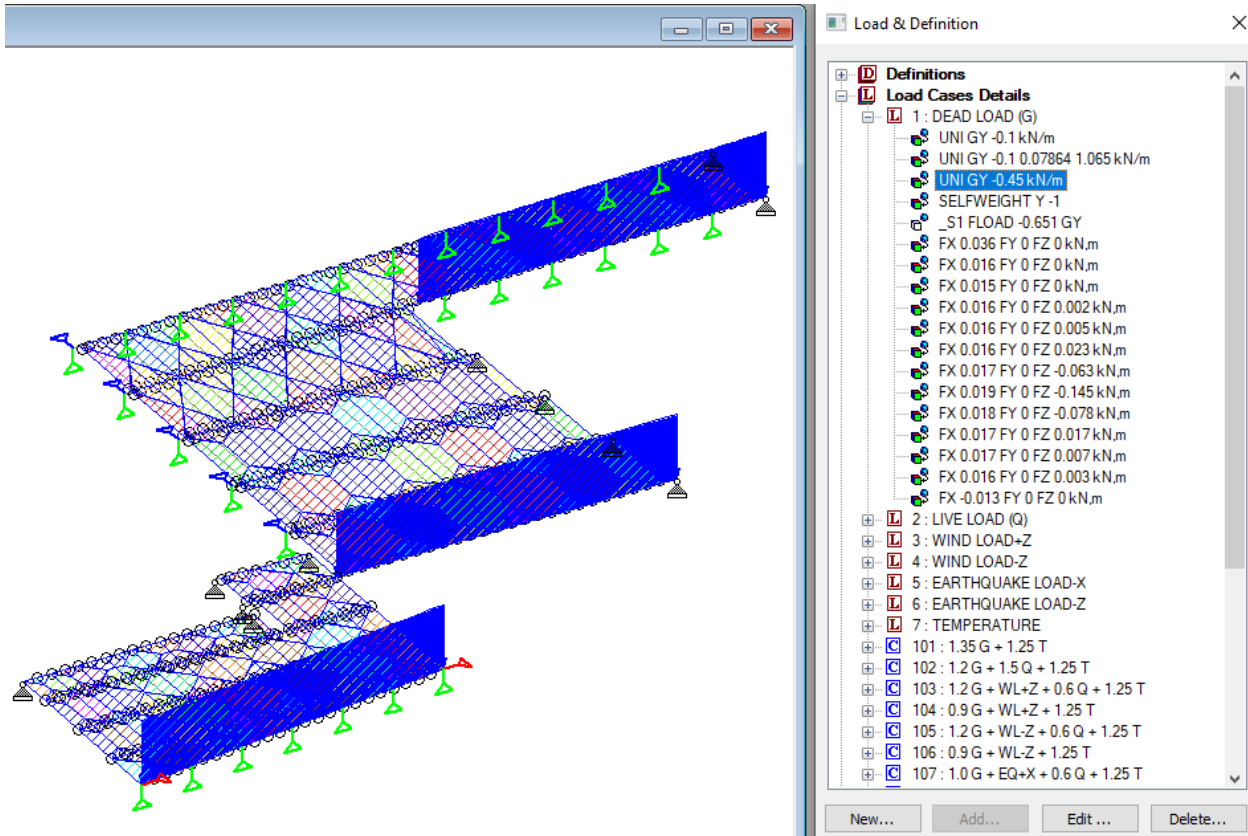 Load & Definition
Definitions
Load Cases Details
1 : DEAD LOAD (G)
UNI GY -0.1 kN/m
UNI GY -0.1 0.07864 1.065 kN/m
UNI GY -0.45 kN/m
SELFWEIGHT Y -1
_S1 FLOAD -0.651 GY
FX 0.036 FY 0 FZ 0 kN,m
FX 0.016 FY 0 FZ 0 kN,m
FX 0.015 FY 0 FZ 0 kN,m
FX 0.016 FY 0 FZ 0.002 kN,m
FX 0.016 FY 0 FZ 0.005 kN,m
FX 0.016 FY 0 FZ 0.023 kN,m
FX 0.017 FY 0 FZ -0.063 kN,m
FX 0.019 FY 0 FZ -0.145 kN,m
FX 0.018 FY 0 FZ -0.078 kN,m
FX 0.017 FY 0 FZ 0.017 kN,m
FX 0.017 FY 0 FZ 0.007 kN,m
FX 0.016 FY 0 FZ 0.003 kN,m
FX -0.013 FY 0 FZ 0 kN,m
2 : LIVE LOAD (Q)
3 : WIND LOAD+Z
4 : WIND LOAD-Z
5 : EARTHQUAKE LOAD-X
6 : EARTHQUAKE LOAD-Z
7 : TEMPERATURE
101 : 1.35 G + 1.25 T
102 : 1.2 G + 1.5 Q + 1.25 T
103 : 1.2 G + WL+Z + 0.6 Q + 1.25 T
104 : 0.9 G + WL+Z + 1.25 T
105 : 1.2 G + WL-Z + 0.6 Q + 1.25 T
106 : 0.9 G + WL-Z + 1.25 T
107 : 1.0 G + EQ+X + 0.6 Q + 1.25 T
New... Add... Edit ... Delete...